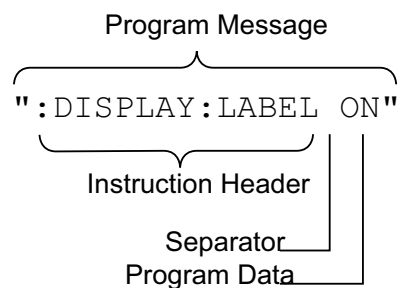 Program Message
":DISPLAY:LABEL ON"
Instruction Header
Separator
Program Data